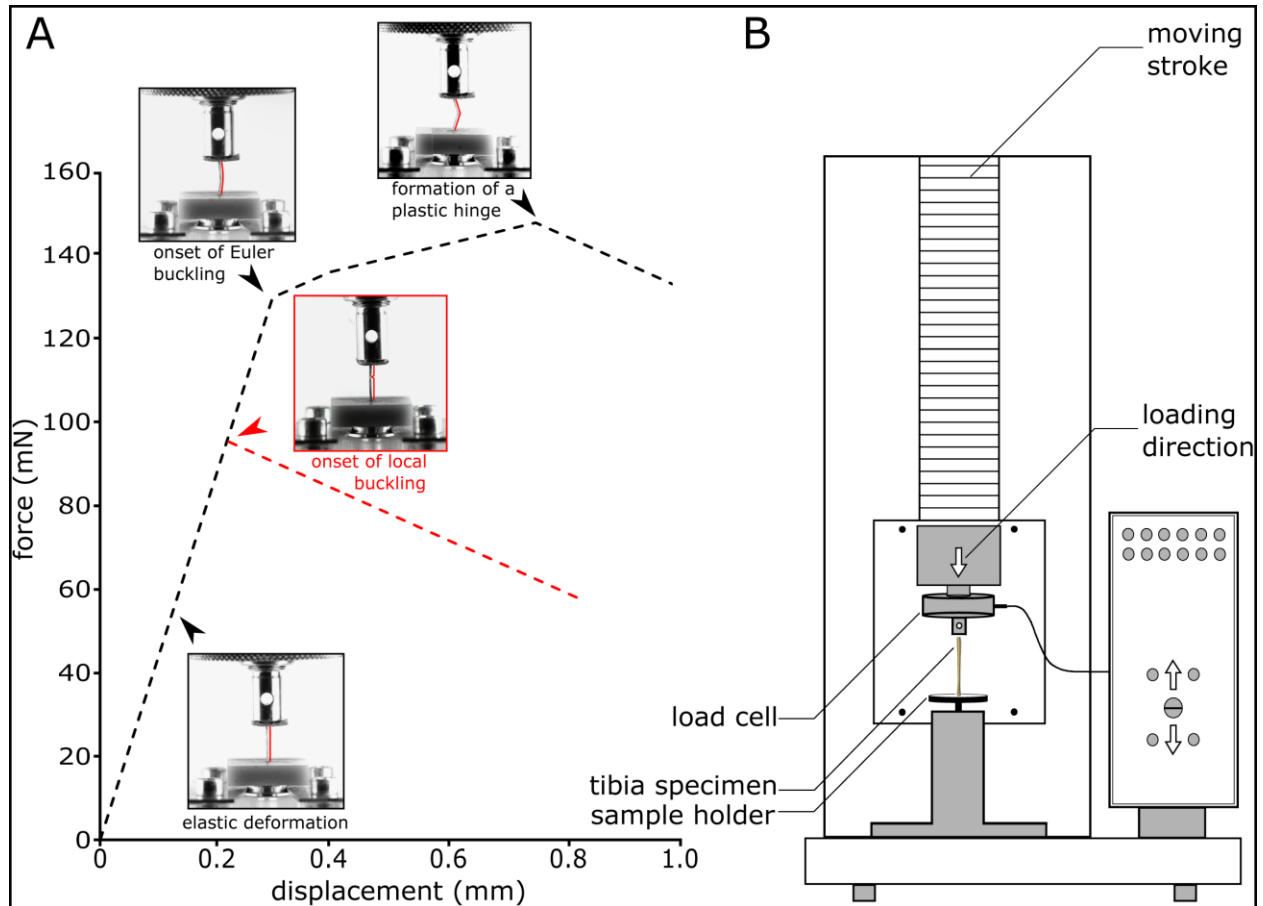 A
B
moving
stroke
160
140
120
100
80
60
40
20
0
force (mN)
onset of Euler
buckling
formation of a
plastic hinge
onset of local
buckling
elastic deformation
0
0.2
0.4
0.6
0.8
1.0
displacement (mm)
loading
direction
load cell
tibia specimen
sample holder